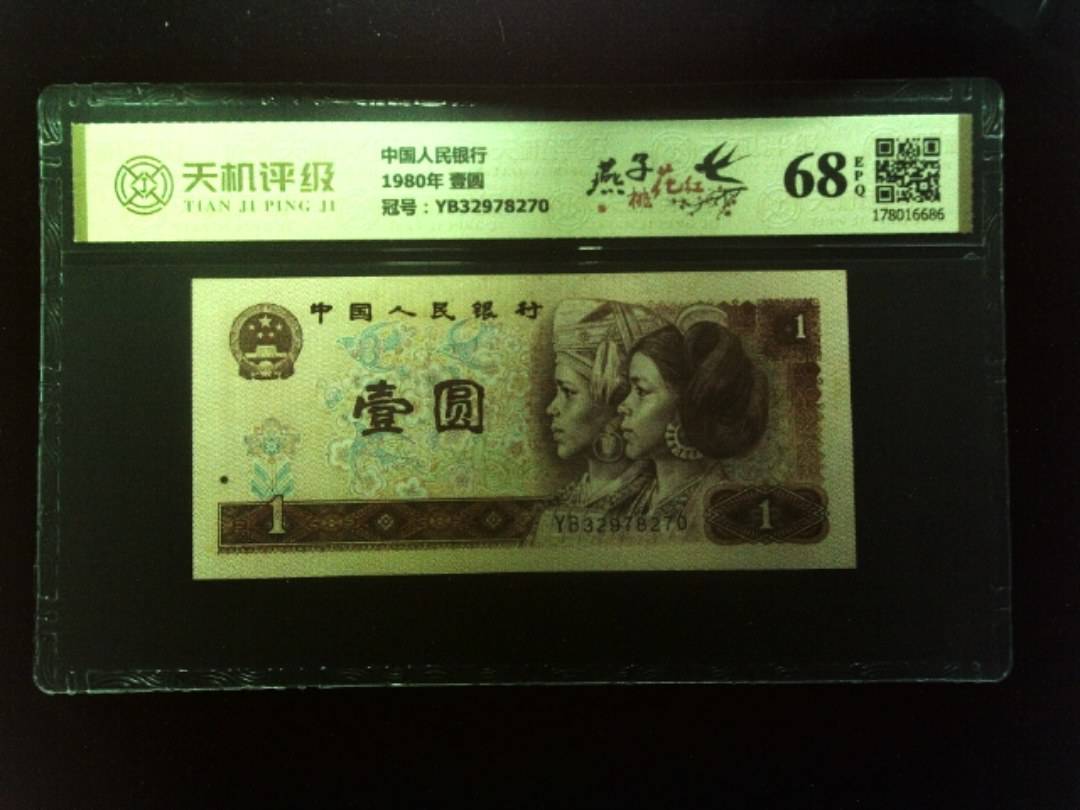 天机评级
TIAN JI PING JI
中国人民银行
1980年 壹圆
冠号：YB32978270
燕子
桃花红
68
EPQ
178016686
中国人民银行
1
壹圆
1
YB32978270
1